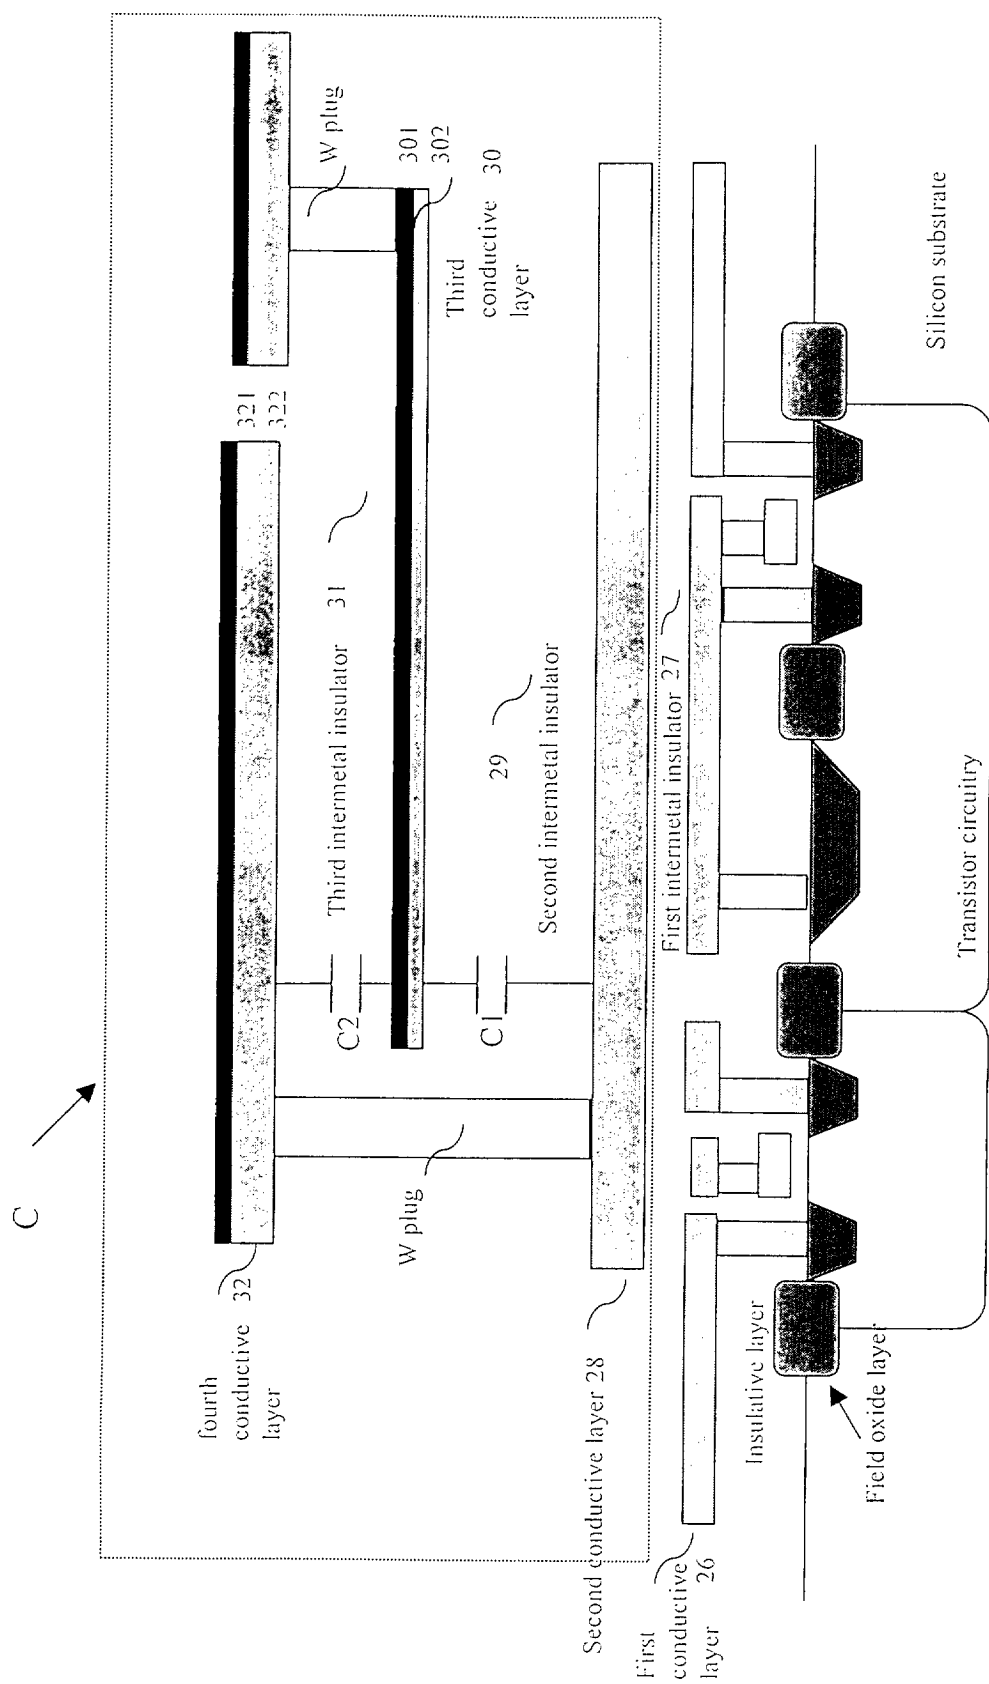 C
fourth
conductive 32
layer
321
322
W plug
Third intermetal insulator 31
C2
W plug
301
302
Third
conductive 30
layer
C1
29
Second intermetal insulator
Second conductive layer 28
First
conductive 26
layer
First intermetal insulator 27
Insulative layer
Field oxide layer
Transistor circuitry
Silicon substrate